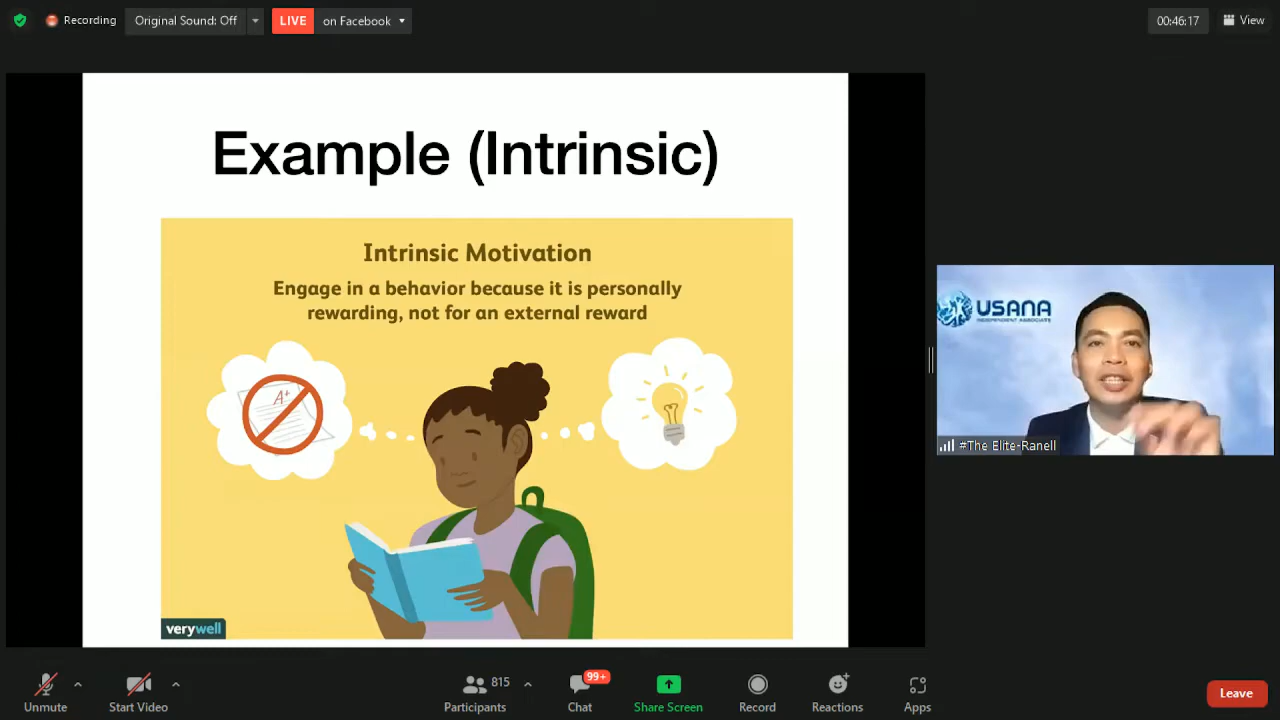 Recording
Original Sound: Off
LIVE on Facebook
00:46:17
View
Example (Intrinsic)
Intrinsic Motivation
Engage in a behavior because it is personally
rewarding, not for an external reward
A+
verywell
USANA
INDEPENDENT ASSOCIATE
#The Elite-Ranell
Unmute
Start Video
815
Participants
99+
Chat
Share Screen
Record
Reactions
Apps
Leave